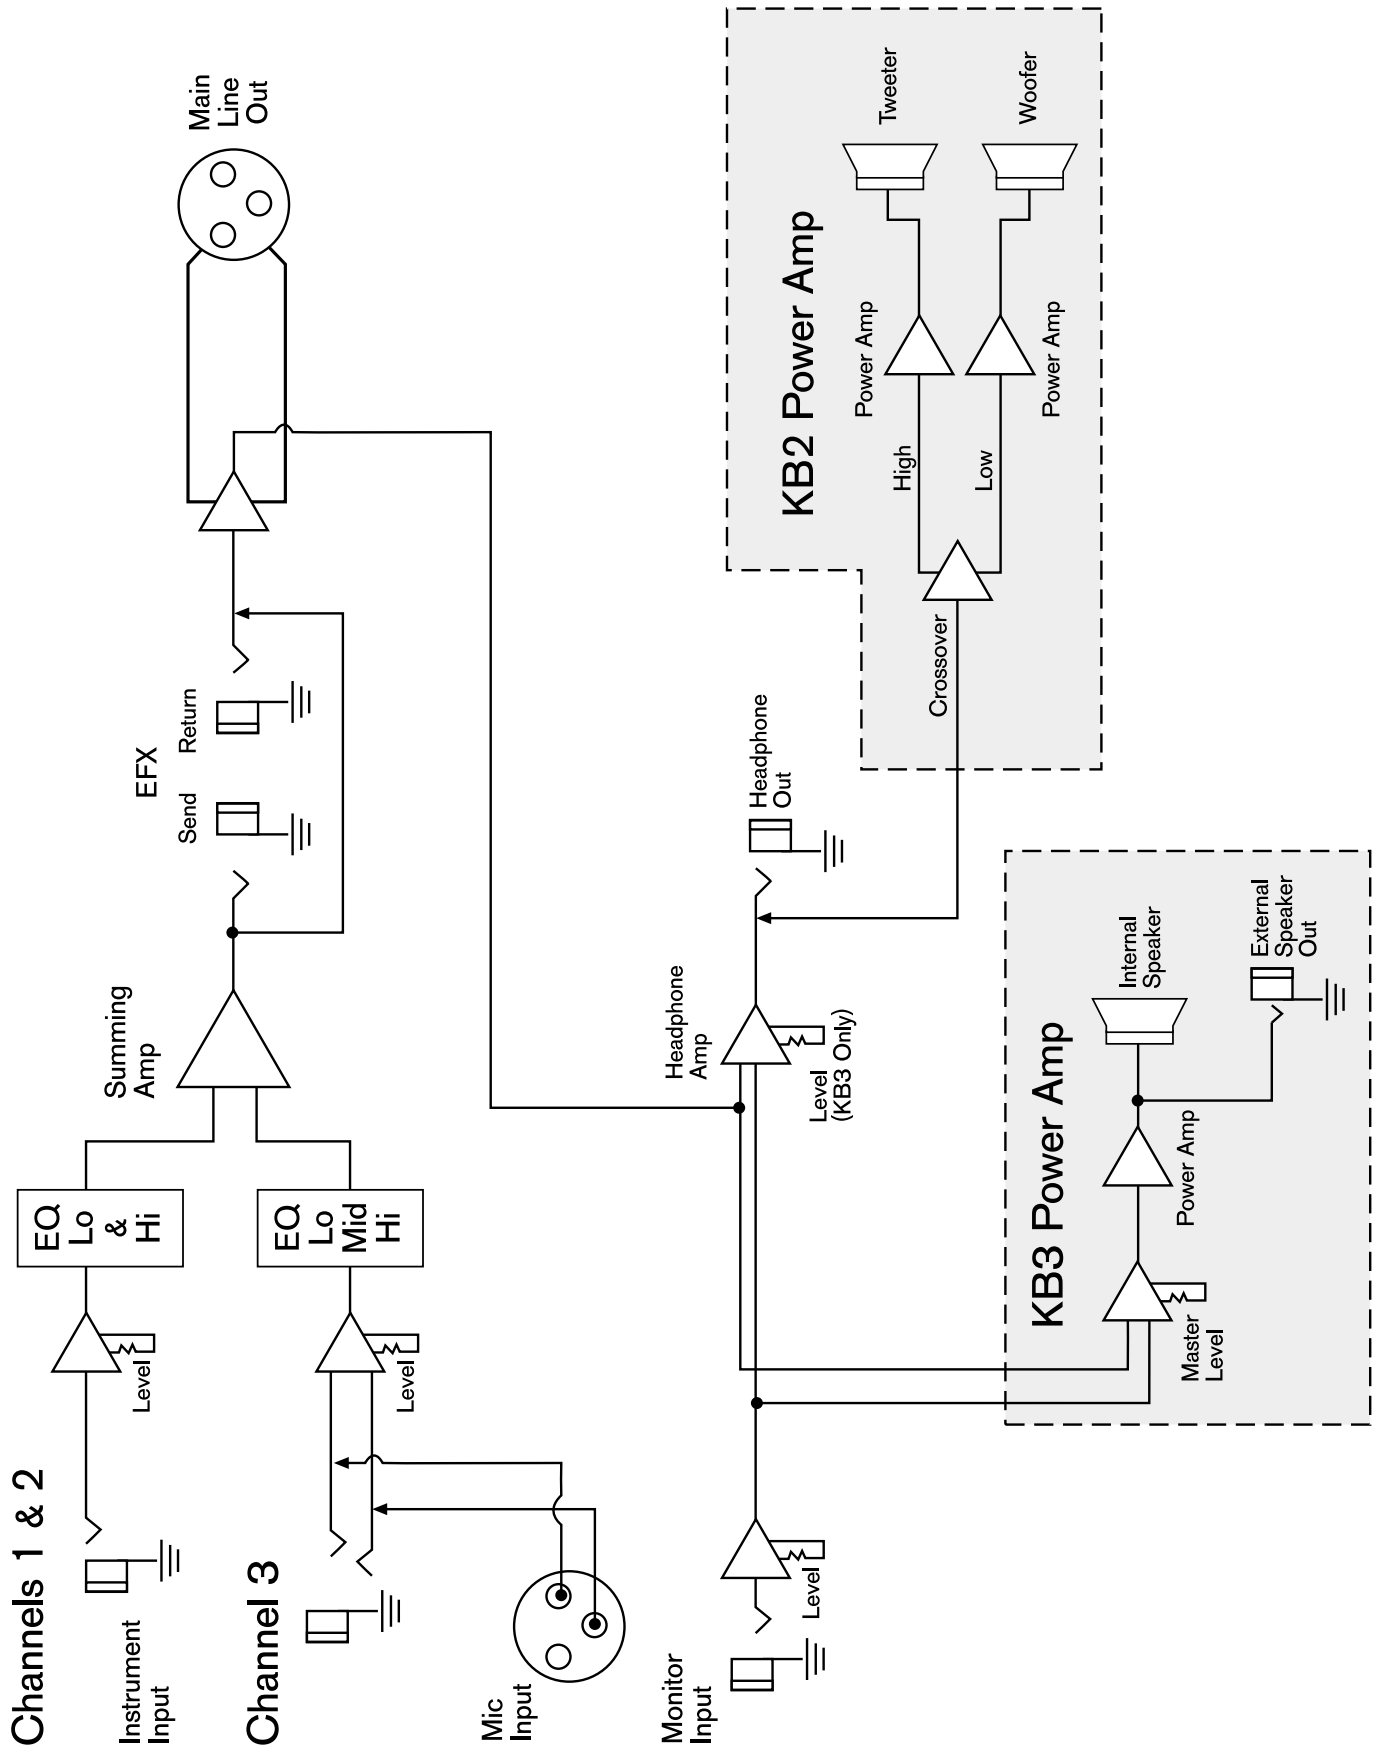 Channels 1 & 2
Instrument
Input
Level
EQ
Lo
&
Hi
Summing
Amp
EFX
Send
Return
Main
Line
Out
Channel 3
Level
EQ
Lo
Mid
Hi
Mic
Input
Monitor
Input
Level
Headphone
Amp
Level
(KB3 Only)
Headphone
Out
KB2 Power Amp
Crossover
High
Low
Power Amp
Power Amp
Tweeter
Woofer
KB3 Power Amp
Master
Level
Power Amp
Internal
Speaker
External
Speaker
Out